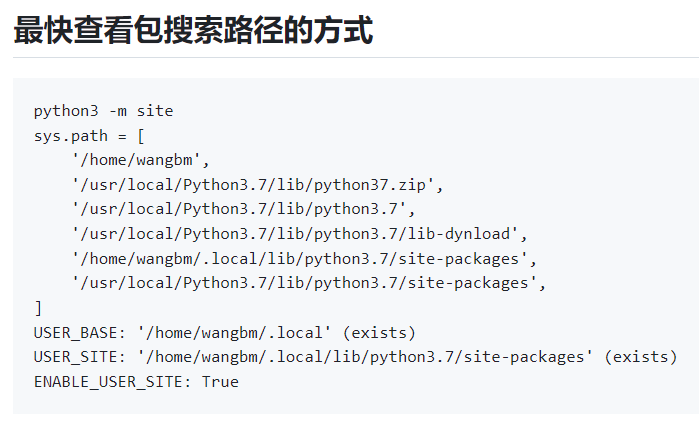 最快查看包搜索路径的方式
python3 -m site
sys.path = [
    '/home/wangbm',
    '/usr/local/Python3.7/lib/python37.zip',
    '/usr/local/Python3.7/lib/python3.7',
    '/usr/local/Python3.7/lib/python3.7/lib-dynload',
    '/home/wangbm/.local/lib/python3.7/site-packages',
    '/usr/local/Python3.7/lib/python3.7/site-packages',
]
USER_BASE: '/home/wangbm/.local' (exists)
USER_SITE: '/home/wangbm/.local/lib/python3.7/site-packages' (exists)
ENABLE_USER_SITE: True